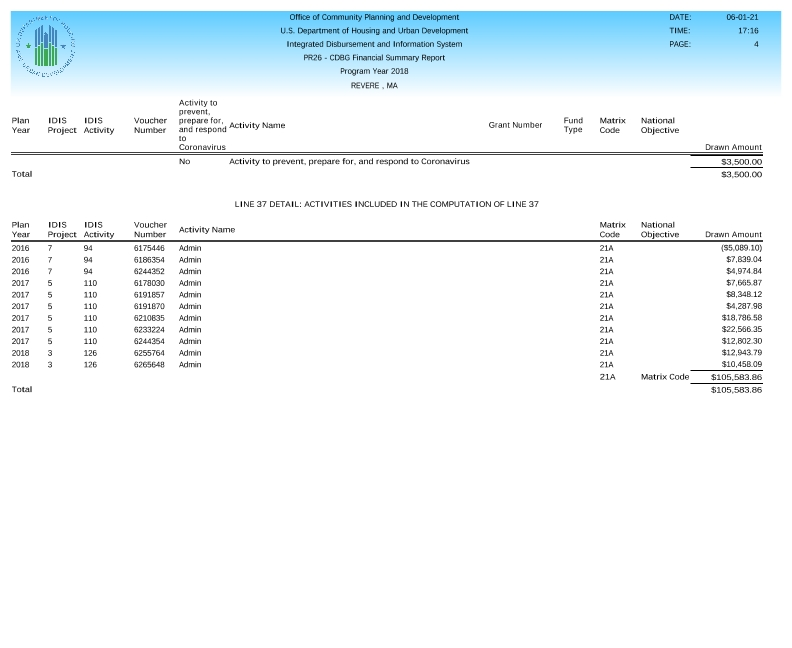 Office of Community Planning and Development DATE: 06-01-21
U.S. Department of Housing and Urban Development TIME: 17:16
Integrated Disbursement and Information System PAGE: 4
PR26 - CDBG Financial Summary Report
Program Year 2018
REVERE , MA
Plan Year IDIS Project IDIS Activity Voucher Number Activity to prevent, prepare for, and respond to Coronavirus Activity Name Grant Number Fund Type Matrix Code National Objective Drawn Amount
No Activity to prevent, prepare for, and respond to Coronavirus $3,500.00
Total $3,500.00
LINE 37 DETAIL: ACTIVITIES INCLUDED IN THE COMPUTATION OF LINE 37
Plan Year IDIS Project IDIS Activity Voucher Number Activity Name Matrix Code National Objective Drawn Amount
2016 7 94 6175446 Admin 21A ($5,089.10)
2016 7 94 6186354 Admin 21A $7,839.04
2016 7 94 6244352 Admin 21A $4,974.84
2017 5 110 6178030 Admin 21A $7,665.87
2017 5 110 6191857 Admin 21A $8,348.12
2017 5 110 6191870 Admin 21A $4,287.98
2017 5 110 6210835 Admin 21A $18,786.58
2017 5 110 6233224 Admin 21A $22,566.35
2017 5 110 6244354 Admin 21A $12,802.30
2018 3 126 6255764 Admin 21A $12,943.79
2018 3 126 6265648 Admin 21A $10,458.09
21A Matrix Code $105,583.86
Total $105,583.86